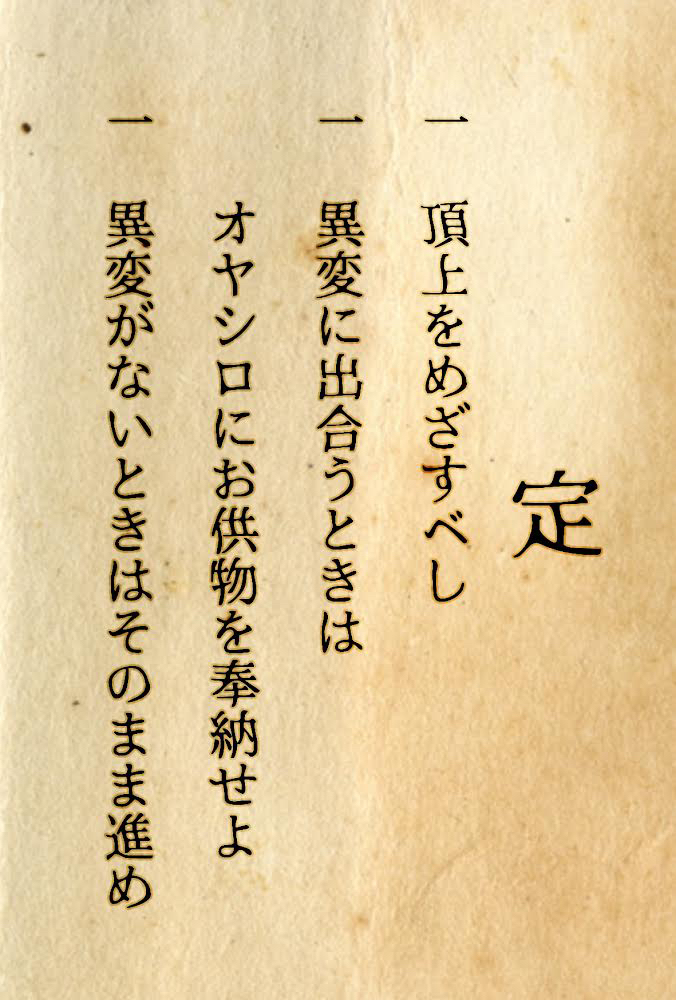 定
一 頂上をめざすべし
一 異変に出合うときは
オヤシロにお供物を奉納せよ
一 異変がないときはそのまま進め